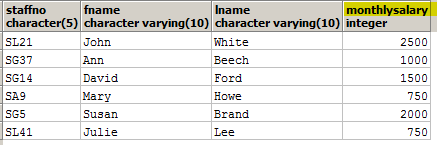 staffno fname lname monthlysalary
character(5) character varying(10) character varying(10) integer
SL21 John White 2500
SG37 Ann Beech 1000
SG14 David Ford 1500
SA9 Mary Howe 750
SG5 Susan Brand 2000
SL41 Julie Lee 750